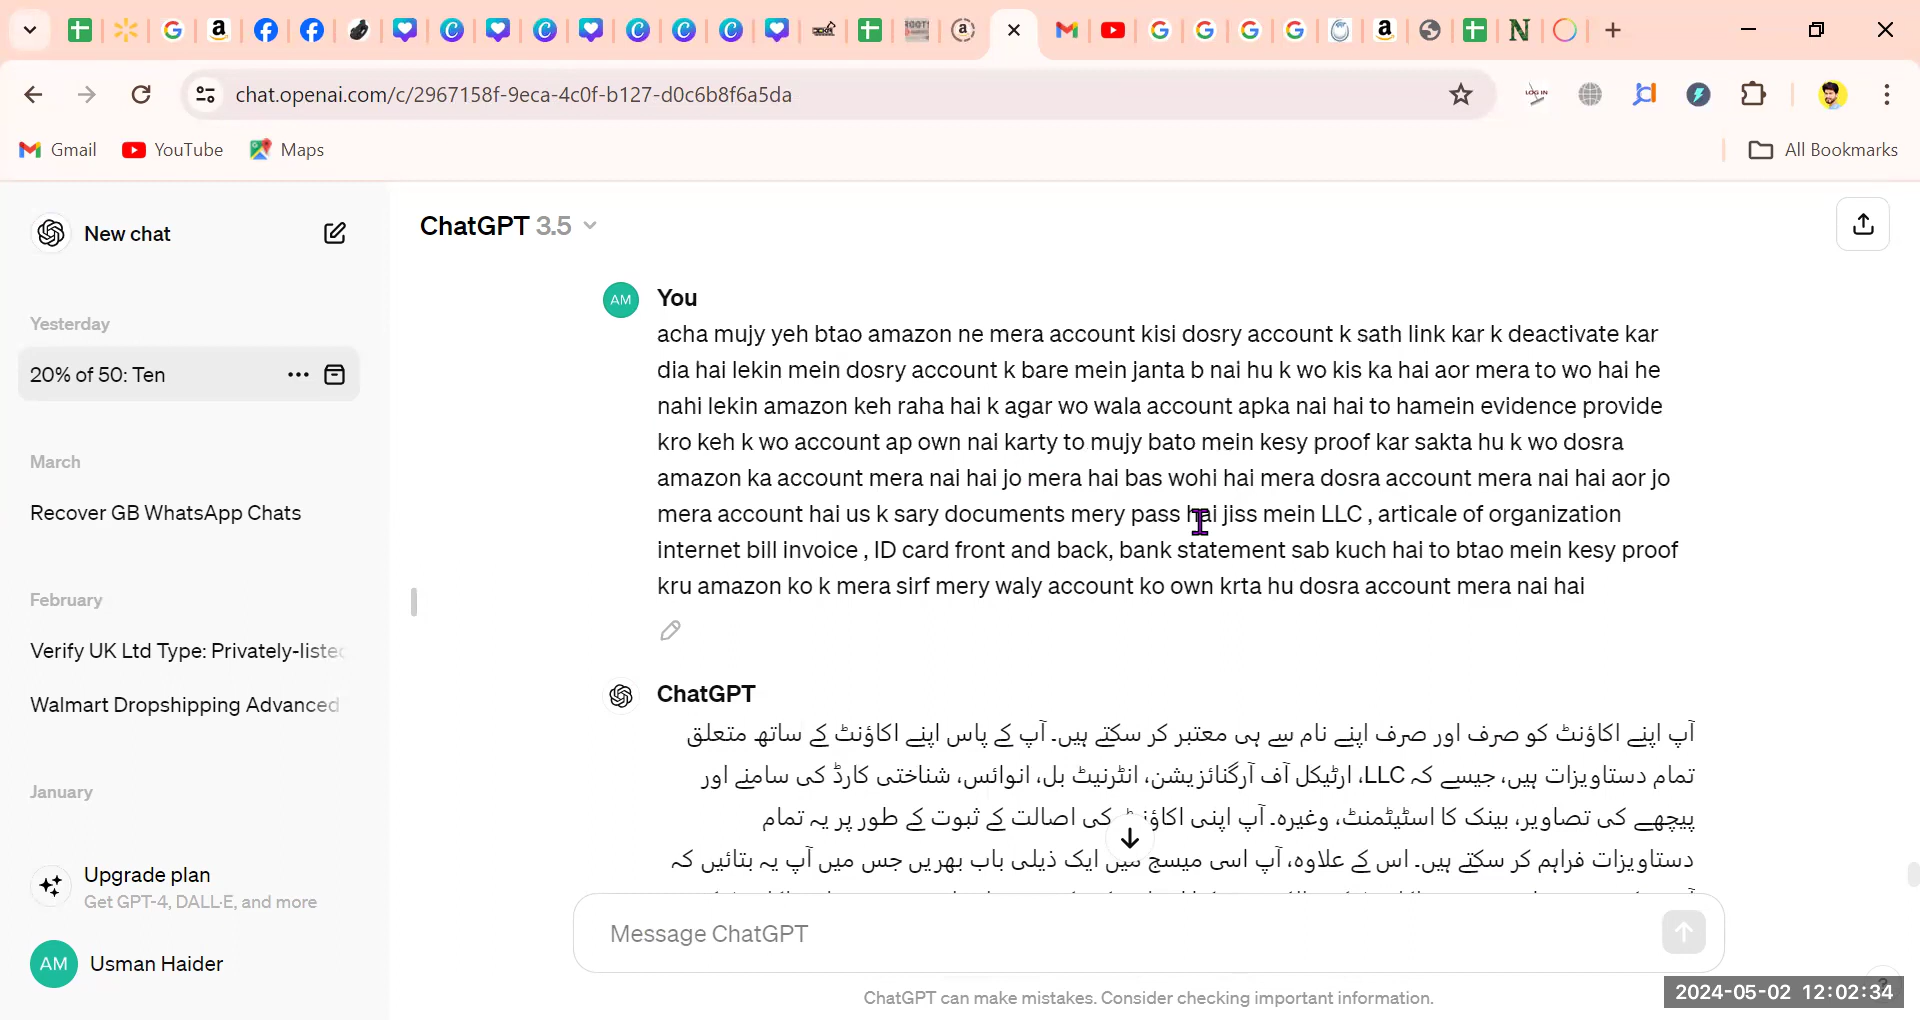 chat.openai.com/c/2967158f-9eca-4c0f-b127-d0c6b8f6a5da
LOG IN
Gmail
YouTube
Maps
All Bookmarks
New chat
Yesterday
20% of 50: Ten
March
Recover GB WhatsApp Chats
February
Verify UK Ltd Type: Privately-listed
Walmart Dropshipping Advanced
January
Upgrade plan
Get GPT-4, DALL·E, and more
AM
Usman Haider
ChatGPT 3.5
AM
You
acha mujy yeh btao amazon ne mera account kisi dosry account k sath link kar k deactivate kar
dia hai lekin mein dosry account k bare mein janta b nai hu k wo kis ka hai aor mera to wo hai he
nahi lekin amazon keh raha hai k agar wo wala account apka nai hai to hamein evidence provide
kro keh k wo account ap own nai karty to mujy bato mein kesy proof kar sakta hu k wo dosra
amazon ka account mera nai hai jo mera hai bas wohi hai mera dosra account mera nai hai aor jo
mera account hai us k sary documents mery pass hai jiss mein LLC , articale of organization
internet bill invoice , ID card front and back, bank statement sab kuch hai to btao mein kesy proof
kru amazon ko k mera sirf mery waly account ko own krta hu dosra account mera nai hai
ChatGPT
آپ اپنے اکاؤنٹ کو صرف اور صرف اپنے نام سے ہی معتبر کر سکتے ہیں۔ آپ کے پاس اپنے اکاؤنٹ کے ساتھ متعلق
تمام دستاویزات ہیں، جیسے کہ LLC، ارٹیکل آف آرگنائزیشن، انٹرنیٹ بل، انوائس، شناختی کارڈ کی سامنے اور
پیچھے کی تصاویر، بینک کا اسٹیٹمنٹ، وغیرہ۔ آپ اپنی کی اصالت کے ثبوت کے طور پر یہ تمام
دستاویزات فراہم کر سکتے ہیں۔ اس کے علاوہ، آپ اسی میسج میں ایک ذیلی باب بھریں جس میں آپ یہ بتائیں کہ
Message ChatGPT
ChatGPT can make mistakes. Consider checking important information.
2024-05-02 12:02:34